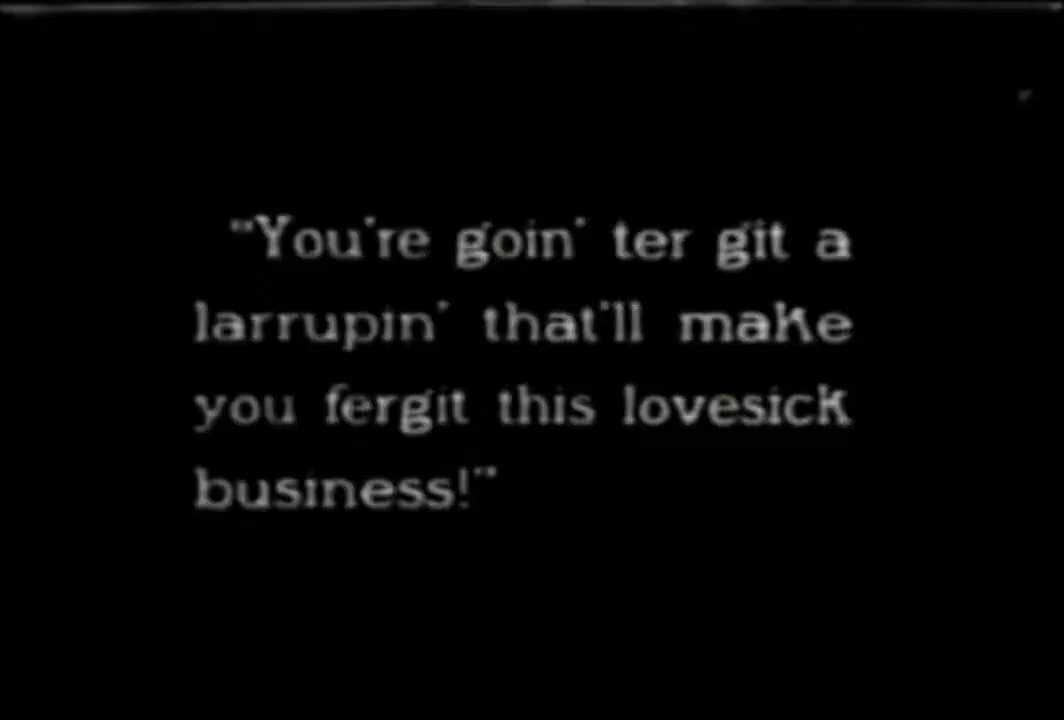 "You're goin' ter git a
larrupin' that'll make
you fergit this lovesick
business!"